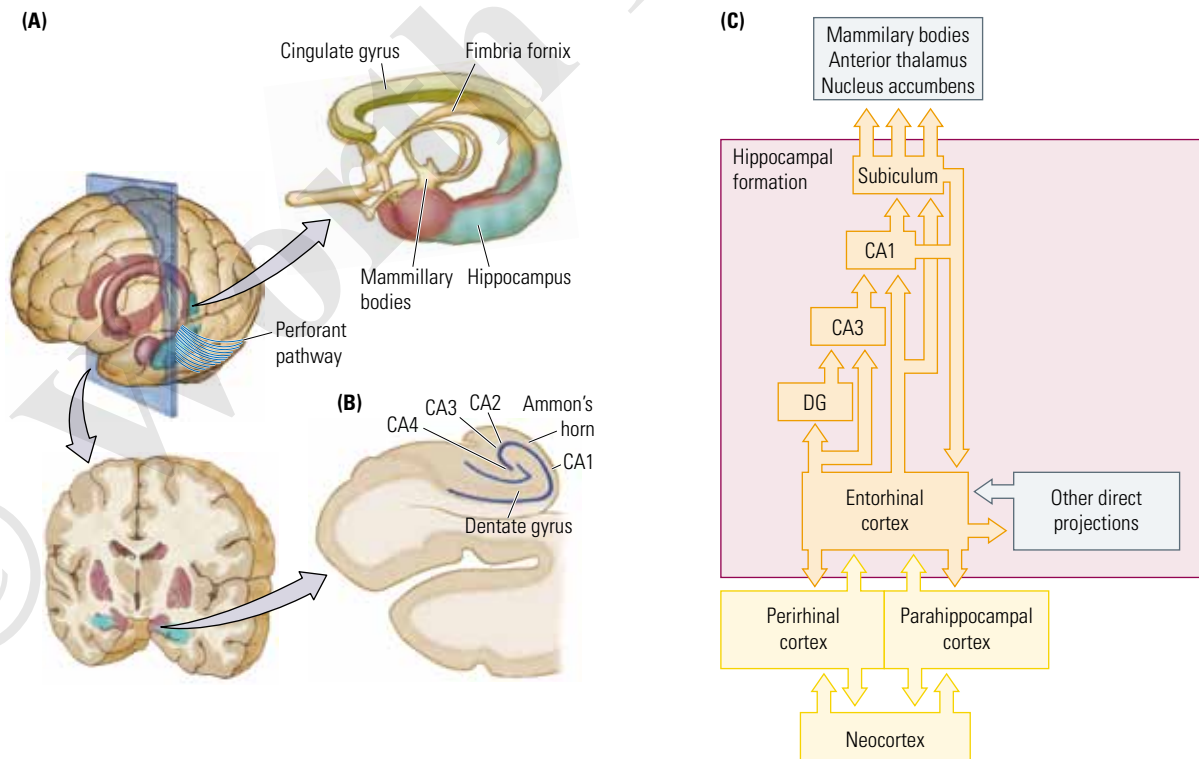 (A)
Cingulate gyrus
Fimbria fornix
Mammillary
bodies
Hippocampus
Perforant
pathway
(B)
CA4
CA3
CA2
Ammon's
horn
CA1
Dentate gyrus
(C)
Mammilary bodies
Anterior thalamus
Nucleus accumbens
Hippocampal
formation
Subiculum
CA1
CA3
DG
Entorhinal
cortex
Other direct
projections
Perirhinal
cortex
Parahippocampal
cortex
Neocortex
© Worth